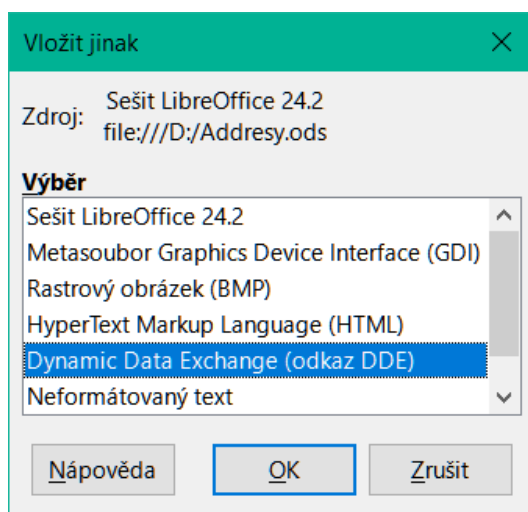 Vložit jinak
Zdroj:
Sešit LibreOffice 24.2
file:///D:/Addresy.ods
Výběr
Sešit LibreOffice 24.2
Metasoubor Graphics Device Interface (GDI)
Rastrový obrázek (BMP)
HyperText Markup Language (HTML)
Dynamic Data Exchange (odkaz DDE)
Neformátovaný text
Nápověda
OK
Zrušit